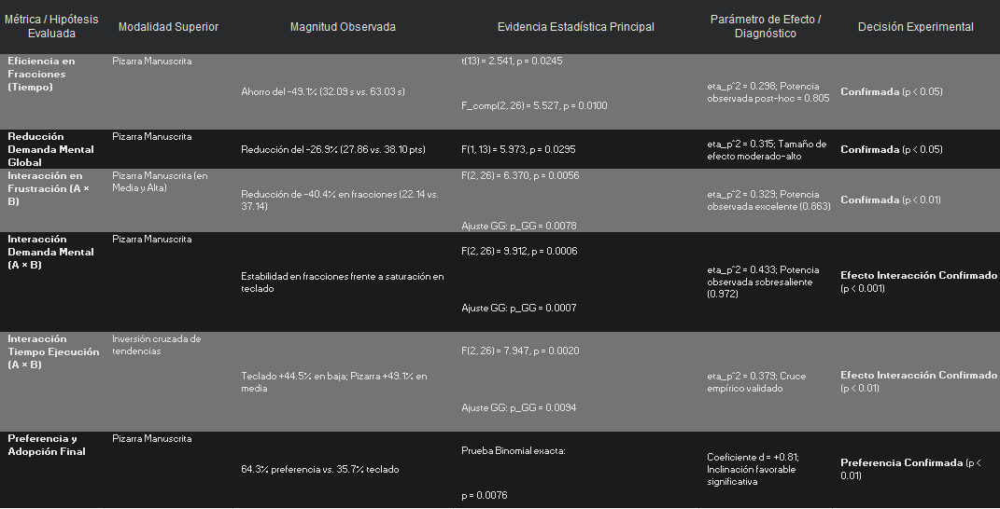 Métrica / Hipótesis
Evaluada
Modalidad Superior
Magnitud Observada
Evidencia Estadística Principal
Parámetro de Efecto /
Diagnóstico
Decisión Experimental
Eficiencia en
Fracciones
(Tiempo)
Pizarra Manuscrita
Ahorro del -49.1% (32.09 s vs. 63.03 s)
t(13) = 2.541, p = 0.0245
F_comp(2, 26) = 5.527, p = 0.0100
eta_p^2 = 0.298; Potencia
observada post-hoc = 0.805
Confirmada (p < 0.05)
Reducción
Demanda Mental
Global
Pizarra Manuscrita
Reducción del -26.9% (27.86 vs. 38.10 pts)
F(1, 13) = 5.973, p = 0.0295
eta_p^2 = 0.315; Tamaño de
efecto moderado-alto
Confirmada (p < 0.05)
Interacción en
Frustración (A ×
B)
Pizarra Manuscrita (en
Media y Alta)
Reducción de -40.4% en fracciones (22.14 vs.
37.14)
F(2, 26) = 6.370, p = 0.0056
Ajuste GG: p_GG = 0.0078
eta_p^2 = 0.329; Potencia
observada excelente (0.863)
Confirmada (p < 0.01)
Interacción
Demanda Mental
(A × B)
Pizarra Manuscrita
Estabilidad en fracciones frente a saturación en
teclado
F(2, 26) = 9.912, p = 0.0006
Ajuste GG: p_GG = 0.0007
eta_p^2 = 0.433; Potencia
observada sobresaliente
(0.972)
Efecto Interacción Confirmado
(p < 0.001)
Interacción
Tiempo Ejecución
(A × B)
Inversión cruzada de
tendencias
Teclado +44.5% en baja; Pizarra +49.1% en
media
F(2, 26) = 7.947, p = 0.0020
Ajuste GG: p_GG = 0.0094
eta_p^2 = 0.379; Cruce
empírico validado
Efecto Interacción Confirmado
(p < 0.01)
Preferencia y
Adopción Final
Pizarra Manuscrita
64.3% preferencia vs. 35.7% teclado
Prueba Binomial exacta:
p = 0.0076
Coeficiente d = +0.81;
Inclinación favorable
significativa
Preferencia Confirmada (p <
0.01)